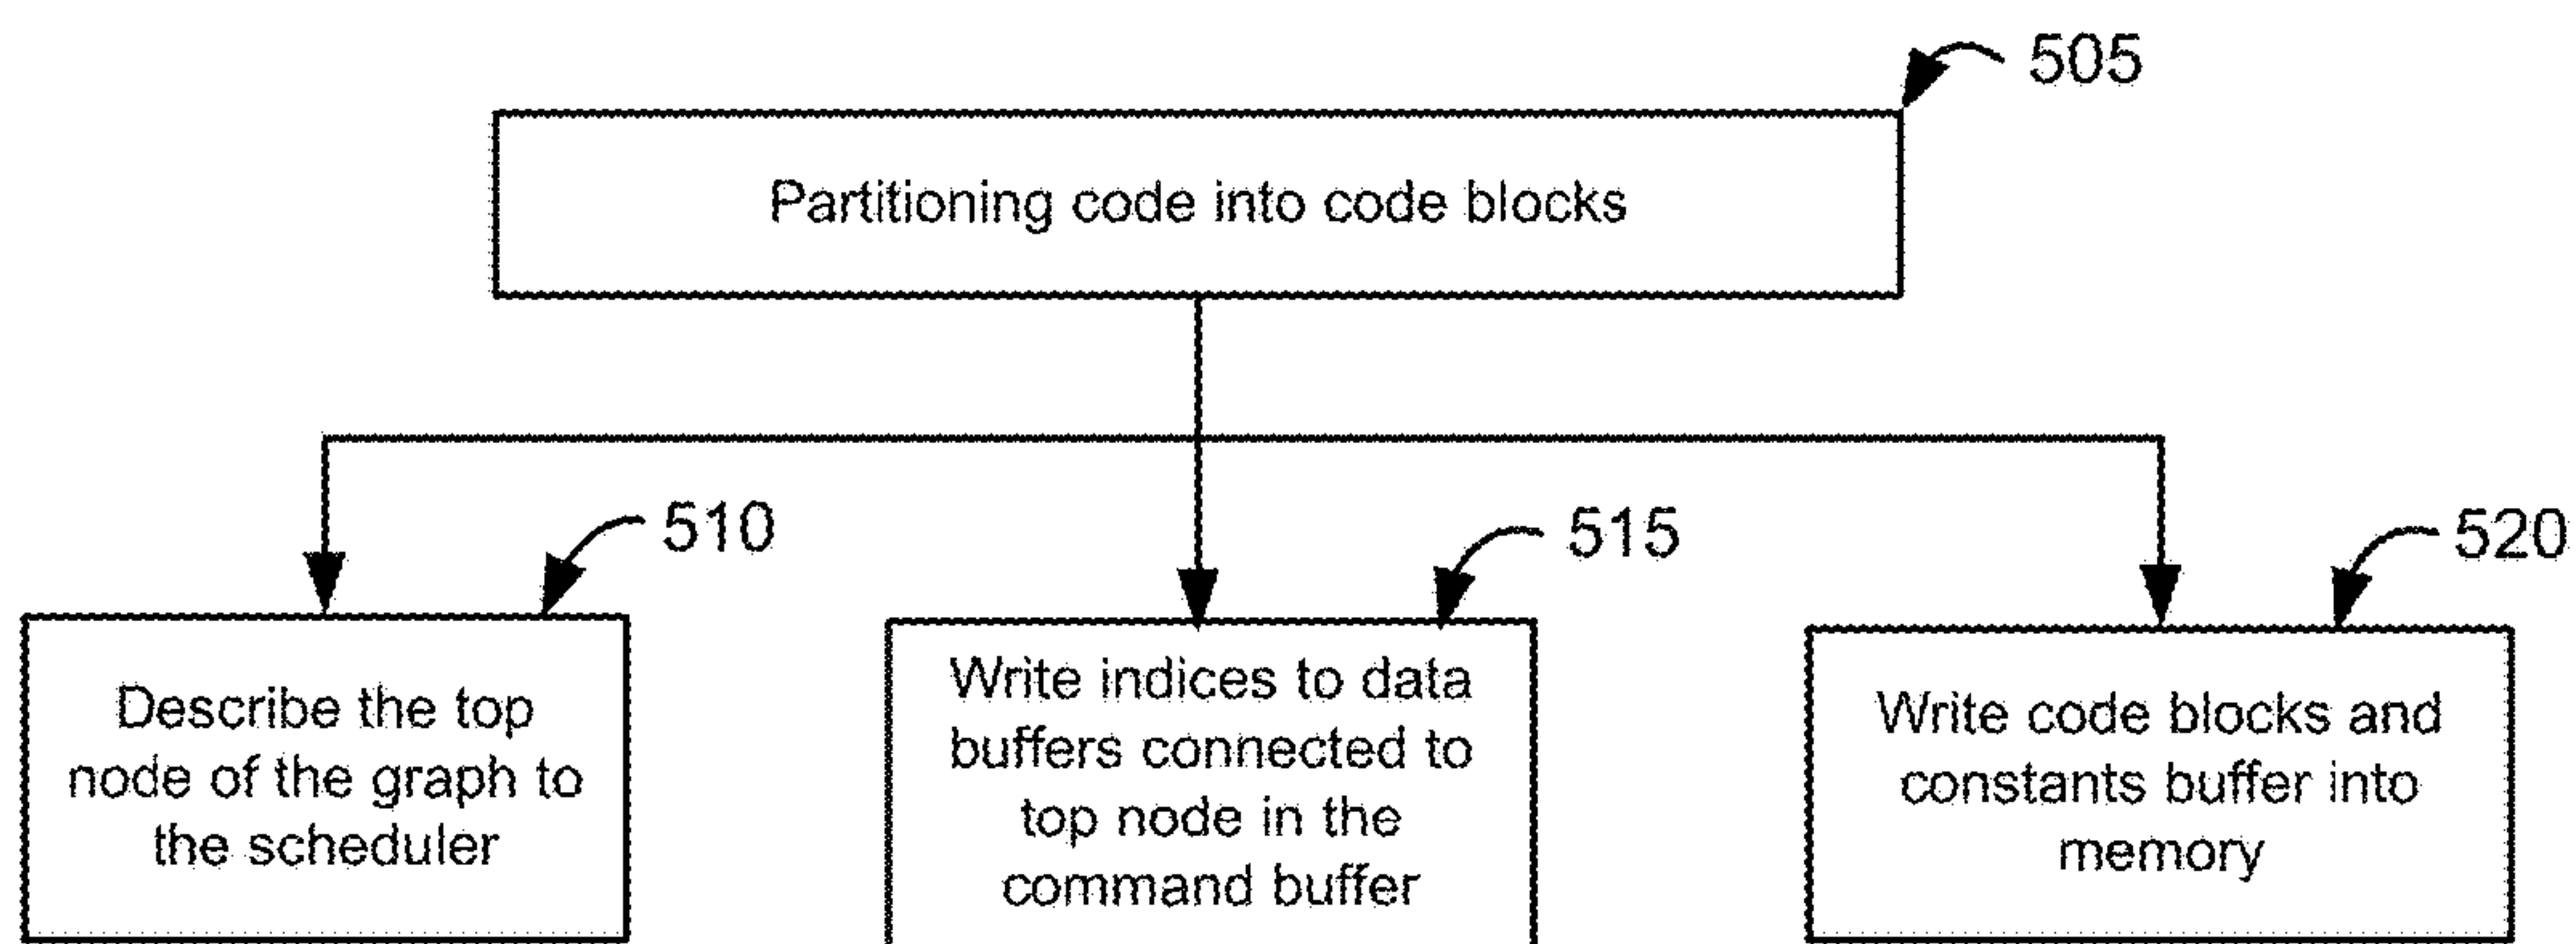 505
Partitioning code into code blocks
510
515
520
Describe the top
node of the graph to
the scheduler
Write indices to data
buffers connected to
top node in the
command buffer
Write code blocks and
constants buffer into
memory